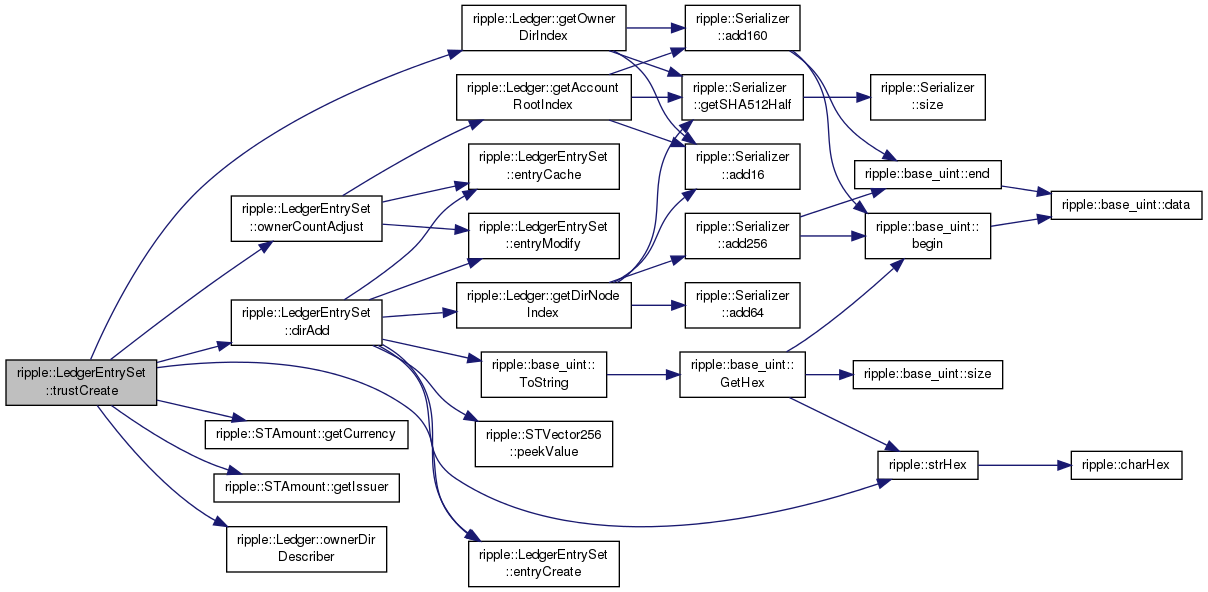 ripple::LedgerEntrySet
::trustCreate
ripple::Ledger::getOwner
DirIndex
ripple::Ledger::getAccount
RootIndex
ripple::LedgerEntrySet
::ownerCountAdjust
ripple::LedgerEntrySet
::entryCache
ripple::LedgerEntrySet
::entryModify
ripple::LedgerEntrySet
::dirAdd
ripple::Ledger::getDirNode
Index
ripple::base_uint::
ToString
ripple::STVector256
::peekValue
ripple::STAmount::getCurrency
ripple::STAmount::getIssuer
ripple::Ledger::ownerDir
Describer
ripple::LedgerEntrySet
::entryCreate
ripple::Serializer
::add160
ripple::Serializer
::getSHA512Half
ripple::Serializer
::add16
ripple::Serializer
::add256
ripple::Serializer
::add64
ripple::base_uint::
GetHex
ripple::Serializer
::size
ripple::base_uint::end
ripple::base_uint::
begin
ripple::base_uint::size
ripple::strHex
ripple::base_uint::data
ripple::charHex